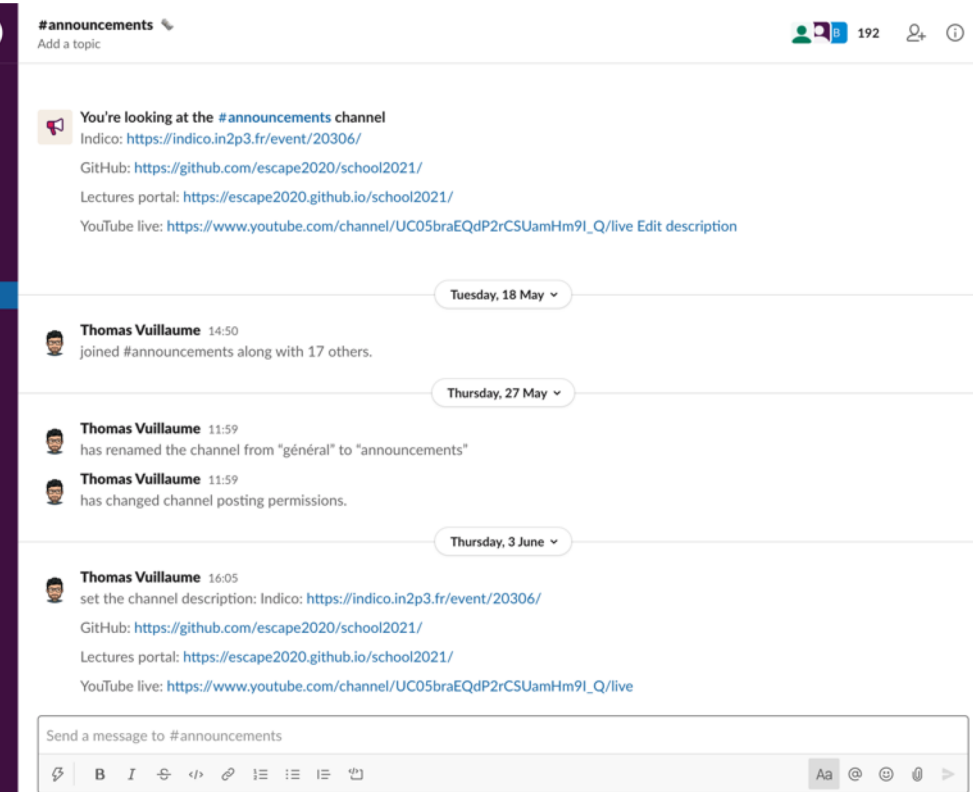 #announcements
Add a topic
B 192
You're looking at the #announcements channel
Indico: https://indico.in2p3.fr/event/20306/
GitHub: https://github.com/escape2020/school2021/
Lectures portal: https://escape2020.github.io/school2021/
YouTube live: https://www.youtube.com/channel/UC05braEQdP2rCSUamHm9I_Q/live Edit description
Tuesday, 18 May
Thomas Vuillaume 14:50
joined #announcements along with 17 others.
Thursday, 27 May
Thomas Vuillaume 11:59
has renamed the channel from “général” to “announcements”
Thomas Vuillaume 11:59
has changed channel posting permissions.
Thursday, 3 June
Thomas Vuillaume 16:05
set the channel description: Indico: https://indico.in2p3.fr/event/20306/
GitHub: https://github.com/escape2020/school2021/
Lectures portal: https://escape2020.github.io/school2021/
YouTube live: https://www.youtube.com/channel/UC05braEQdP2rCSUamHm9I_Q/live
Send a message to #announcements
B I S </> Aa @